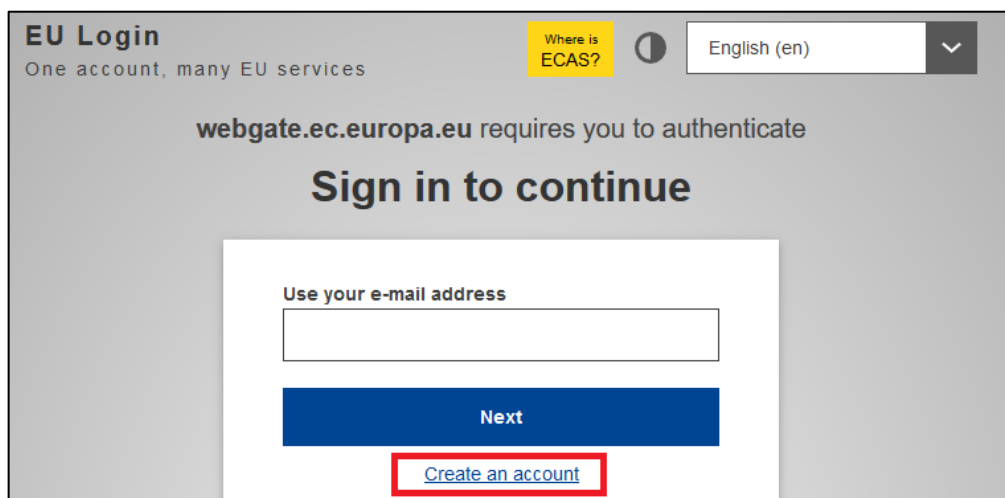 EU Login
One account, many EU services
Where is
ECAS?
English (en)
webgate.ec.europa.eu requires you to authenticate
Sign in to continue
Use your e-mail address
Next
Create an account